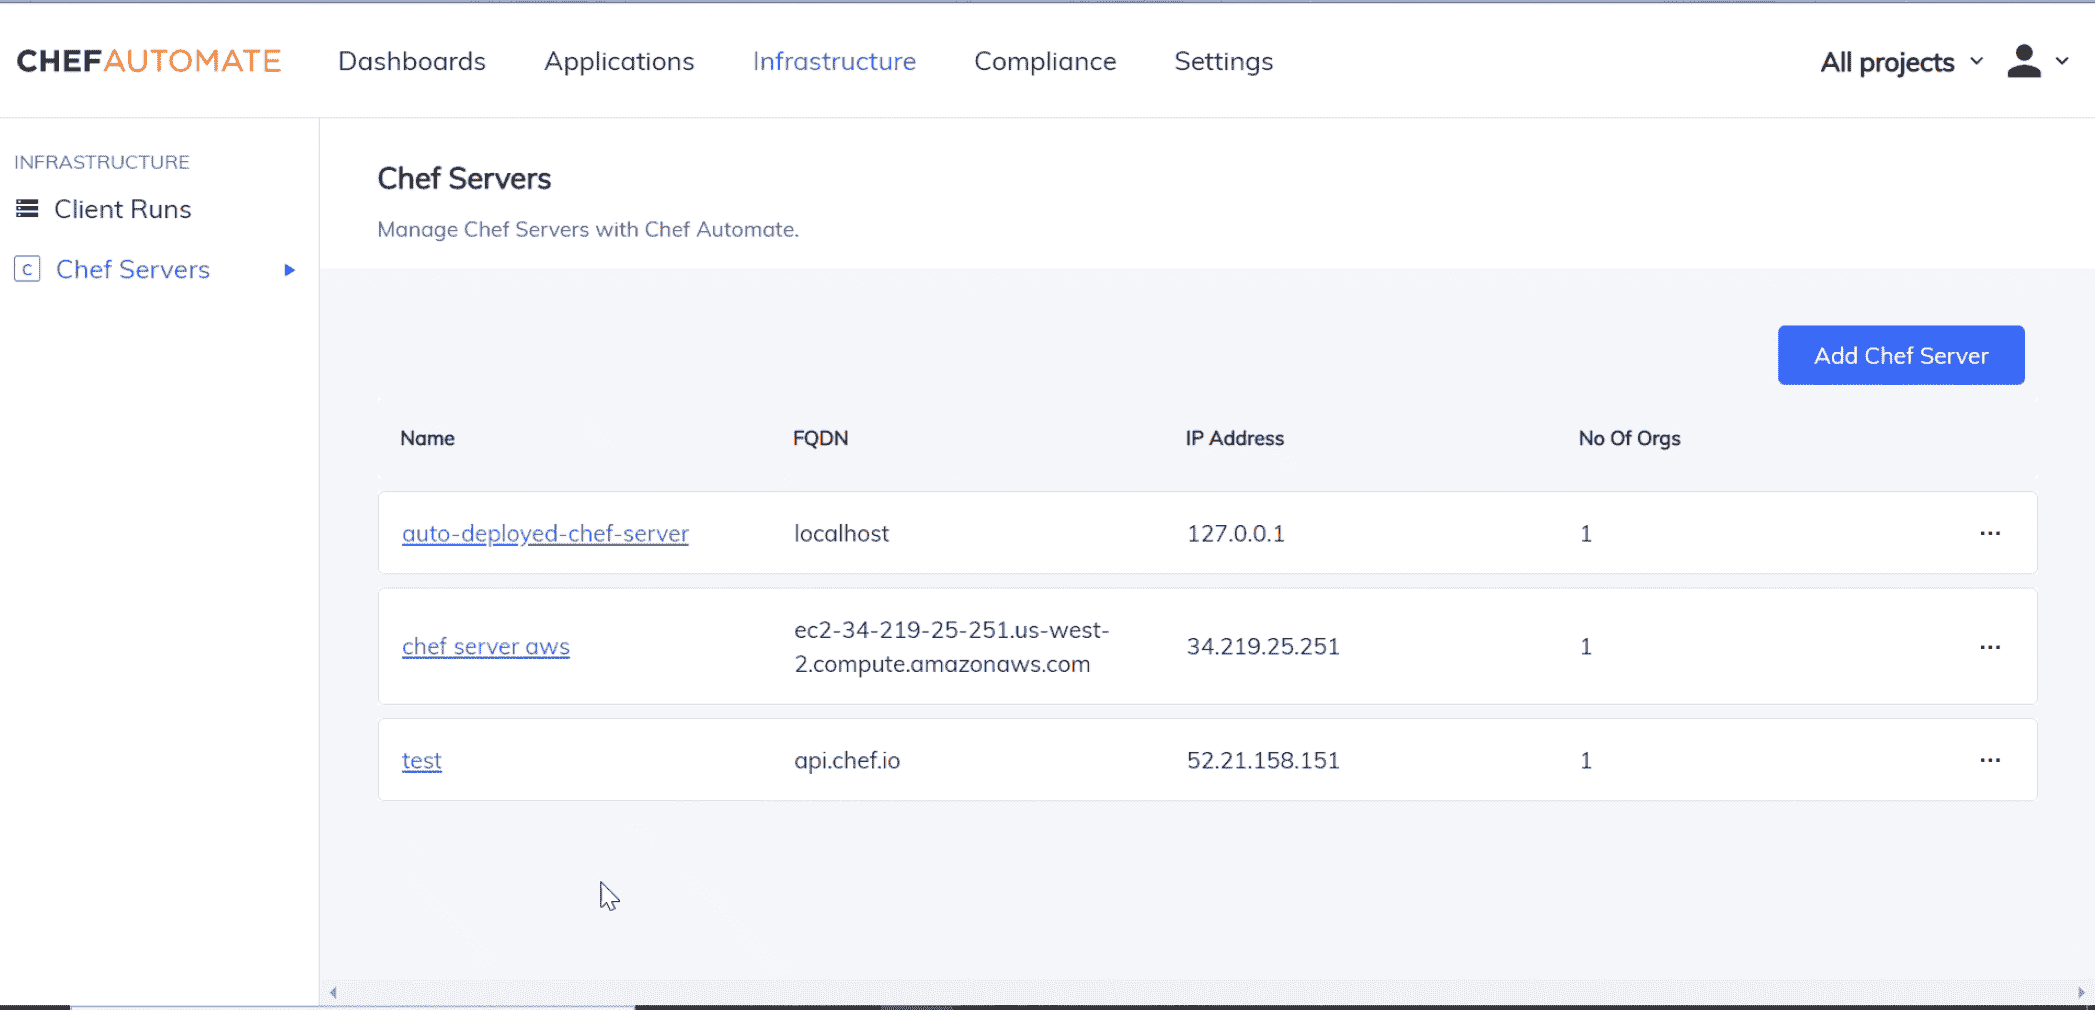 CHEFAUTOMATE Dashboards Applications Infrastructure Compliance Settings All projects
INFRASTRUCTURE
Client Runs
C Chef Servers
Chef Servers
Manage Chef Servers with Chef Automate.
Add Chef Server
Name FQDN IP Address No Of Orgs
auto-deployed-chef-server localhost 127.0.0.1 1 ...
chef server aws ec2-34-219-25-251.us-west-
2.compute.amazonaws.com 34.219.25.251 1 ...
test api.chef.io 52.21.158.151 1 ...